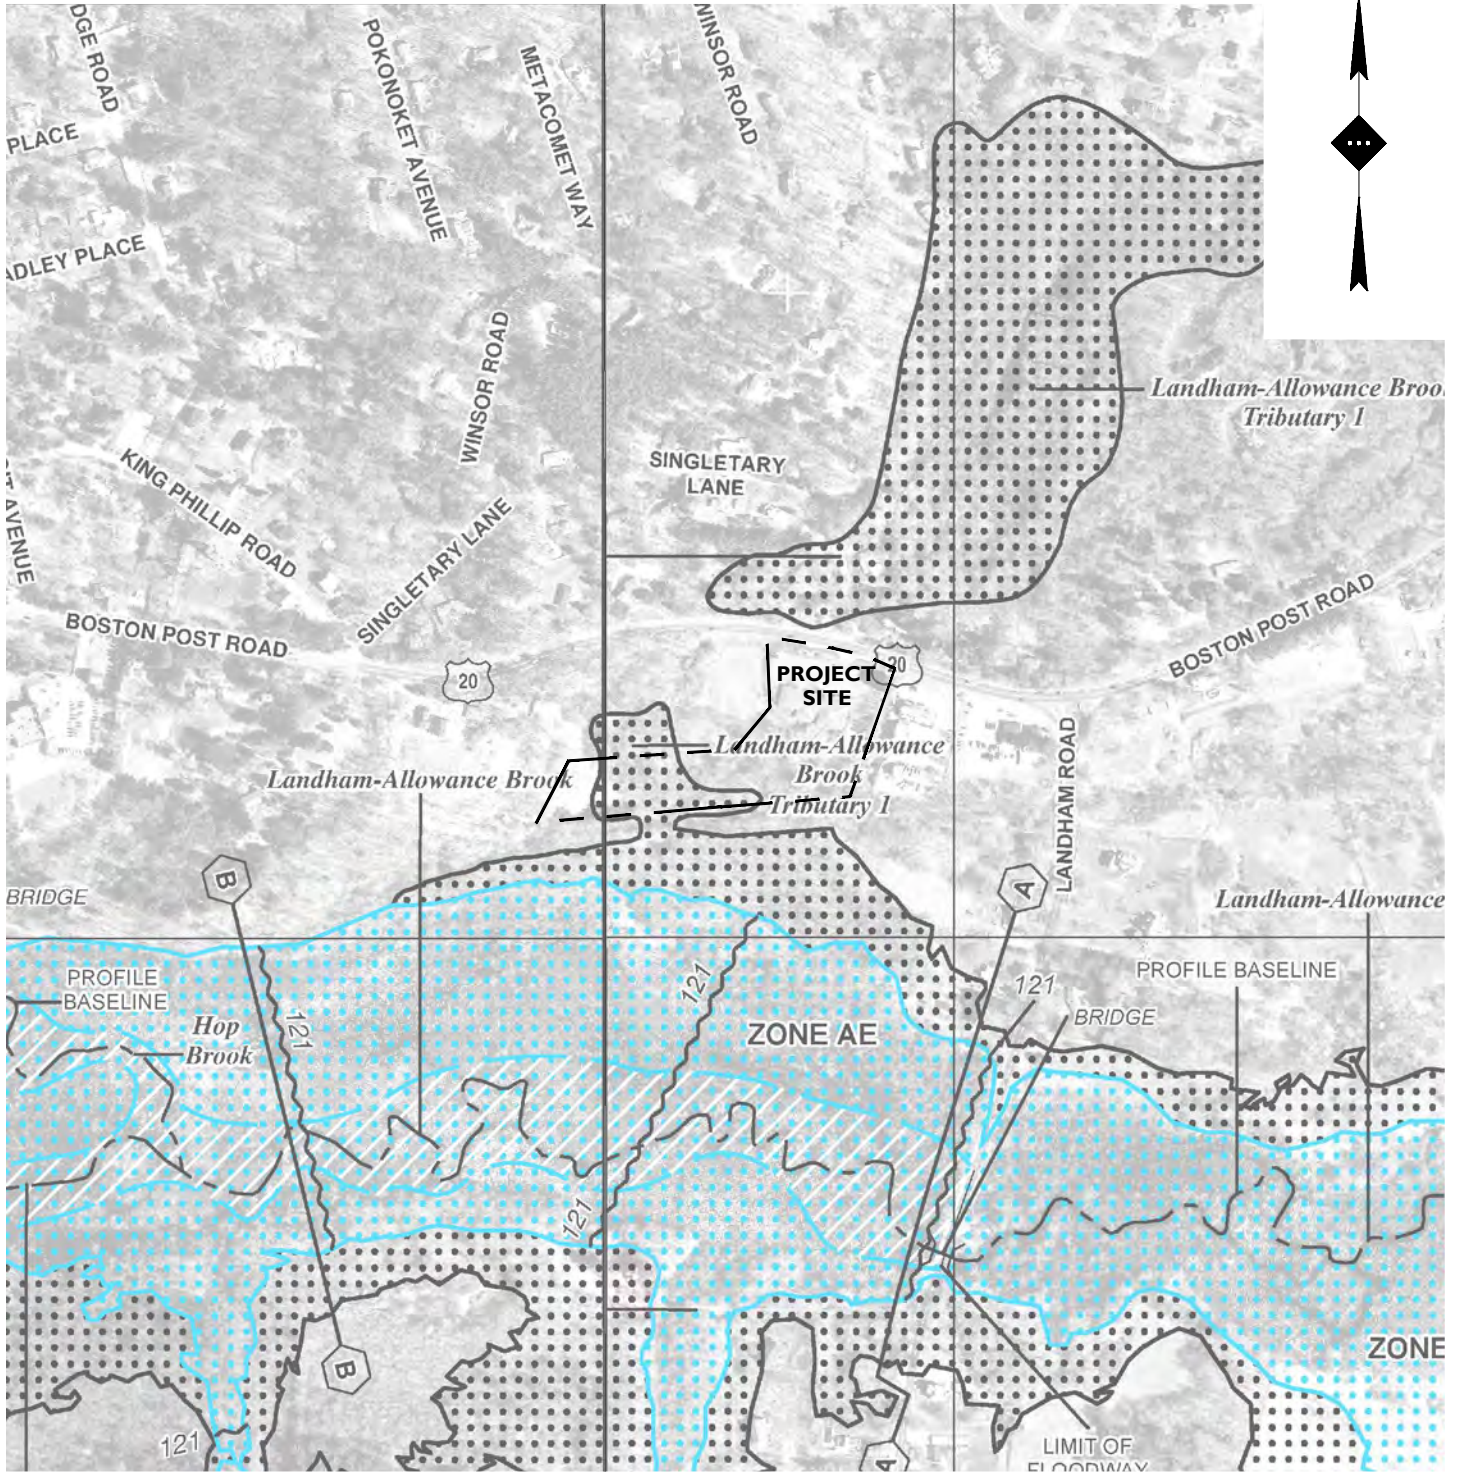 DGE ROAD
PLACE
POKONOKET AVENUE
METACOMET WAY
WINSOR ROAD
ADLEY PLACE
WINSOR ROAD
Landham-Allowance Broo
Tributary 1
KING PHILLIP ROAD
SINGLETARY
LANE
SINGLETARY LANE
AVENUE
BOSTON POST ROAD
BOSTON POST ROAD
20
20
PROJECT
SITE
Landham-Allowance
Brook
Tributary 1
Landham-Allowance Brook
LANDHAM ROAD
B
A
BRIDGE
Landham-Allowance
PROFILE
BASELINE
Hop
Brook
121
121
ZONE AE
121
BRIDGE
PROFILE BASELINE
121
B
ZONE
121
A
LIMIT OF
FLOODWAY